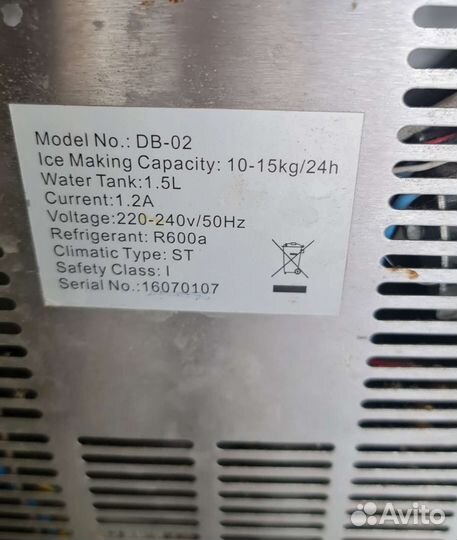 Model No.: DB-02
Ice Making Capacity: 10-15kg/24h
Water Tank:1.5L
Current:1.2A
Voltage:220-240v/50Hz
Refrigerant: R600a
Climatic Type: ST
Safety Class: I
Serial No.:16070107
Avito